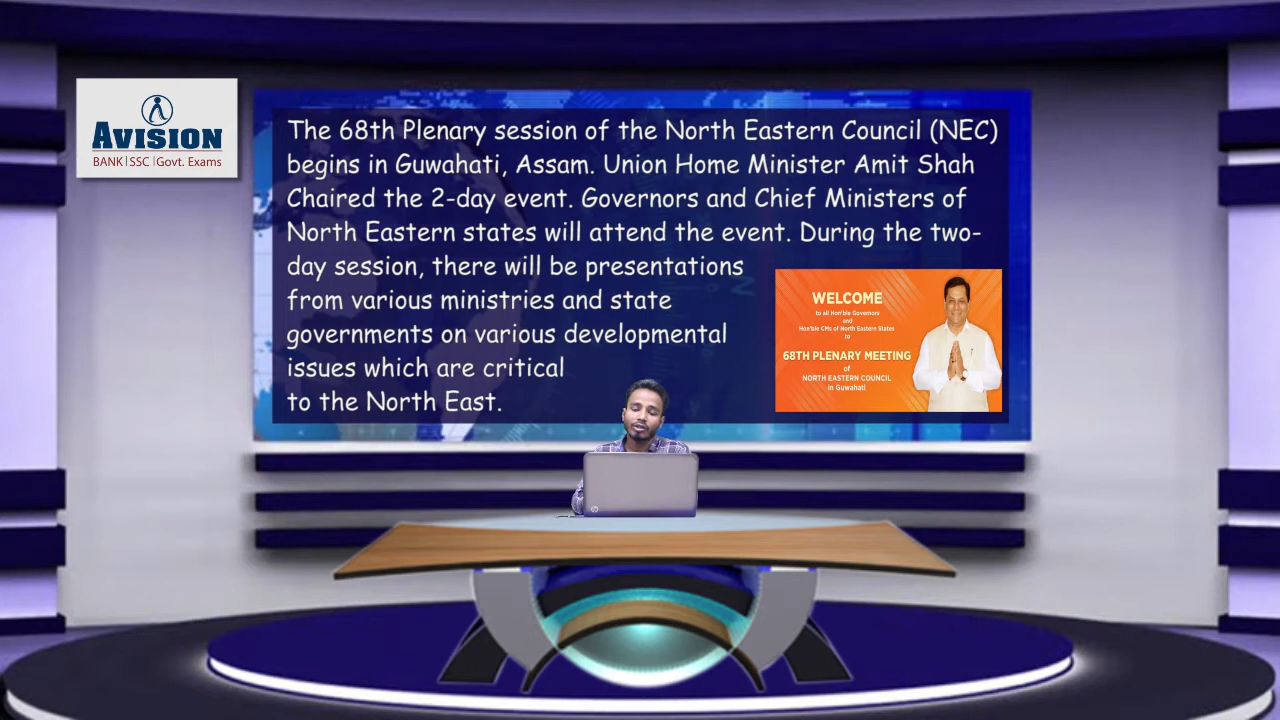 AVISION
BANK|SSC|Govt. Exams
The 68th Plenary session of the North Eastern Council (NEC)
begins in Guwahati, Assam. Union Home Minister Amit Shah
Chaired the 2-day event. Governors and Chief Ministers of
North Eastern states will attend the event. During the two-
day session, there will be presentations
from various ministries and state
governments on various developmental
issues which are critical
to the North East.
WELCOME
to all Hon'ble Governors
and
Hon'ble CMs of North Eastern States
to
68TH PLENARY MEETING
of
NORTH EASTERN COUNCIL
in Guwahati
hp